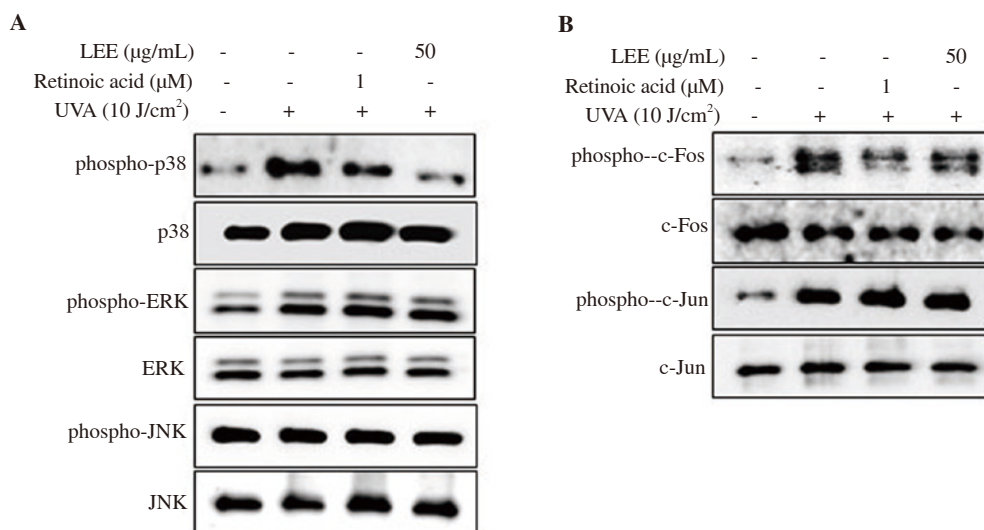 A
LEE (μg/mL) - - - 50
Retinoic acid (μM) - - 1 -
UVA (10 J/cm²) - + + +
phospho-p38
p38
phospho-ERK
ERK
phospho-JNK
JNK
B
LEE (μg/mL) - - - 50
Retinoic acid (μM) - - 1 -
UVA (10 J/cm²) - + + +
phospho--c-Fos
c-Fos
phospho--c-Jun
c-Jun